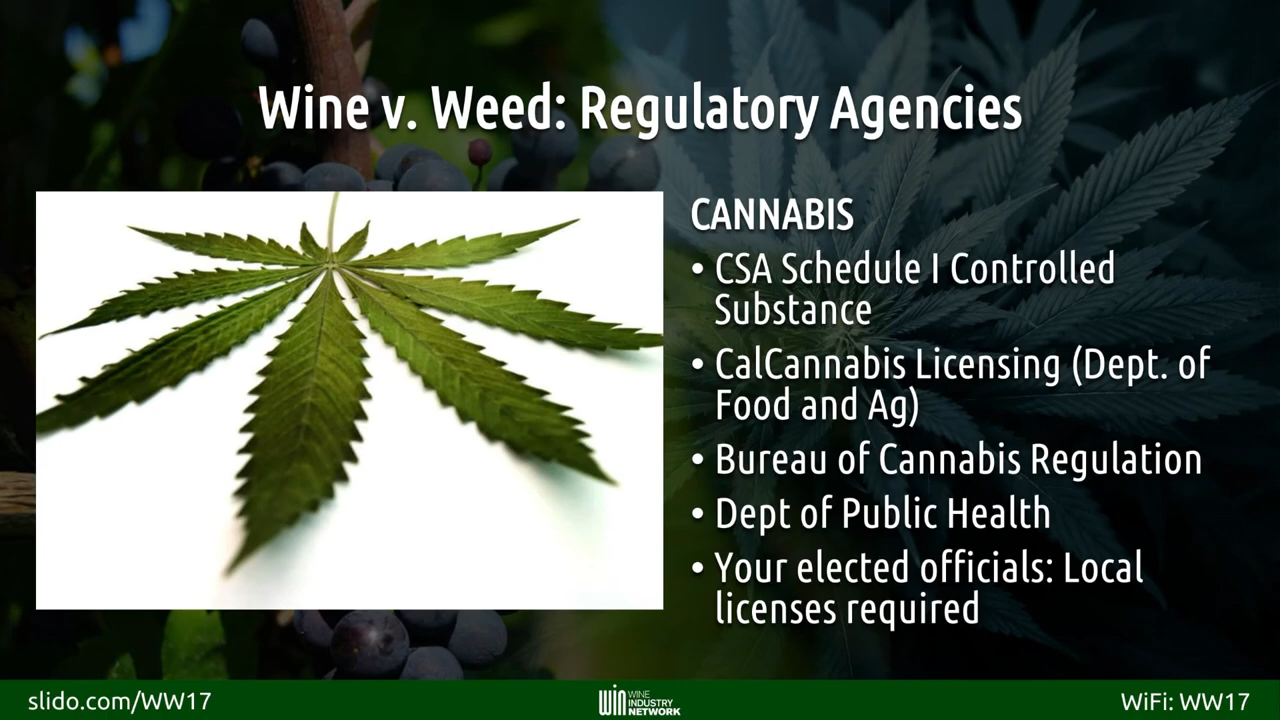 Wine v. Weed: Regulatory Agencies
CANNABIS
• CSA Schedule I Controlled
Substance
• CalCannabis Licensing (Dept. of
Food and Ag)
• Bureau of Cannabis Regulation
• Dept of Public Health
• Your elected officials: Local
licenses required
slido.com/WW17
win WINE
INDUSTRY
NETWORK
WiFi: WW17